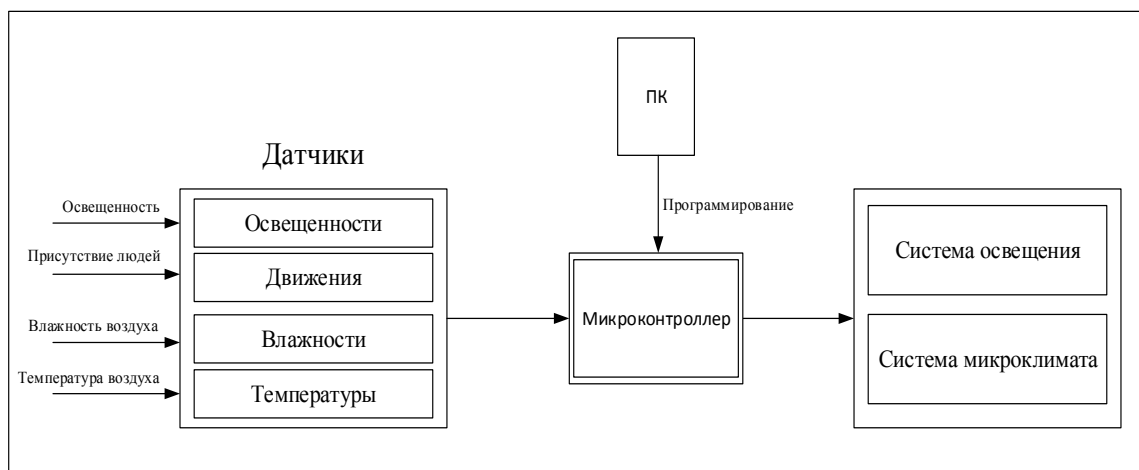 ПК
Датчики
Программирование
Освещенность
Присутствие людей
Влажность воздуха
Температура воздуха
Освещенности
Движения
Влажности
Температуры
Микроконтроллер
Система освещения
Система микроклимата